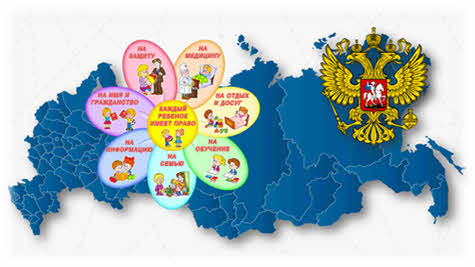 КАЖДЫЙ
РЕБЕНОК
ИМЕЕТ ПРАВО
НА
ЗАЩИТУ
НА
МЕДИЦИНУ
НА ОТДЫХ
И ДОСУГ
НА
ОБУЧЕНИЕ
НА
СЕМЬЮ
НА
ИНФОРМАЦИЮ
НА ИМЯ И
ГРАЖДАНСТВО